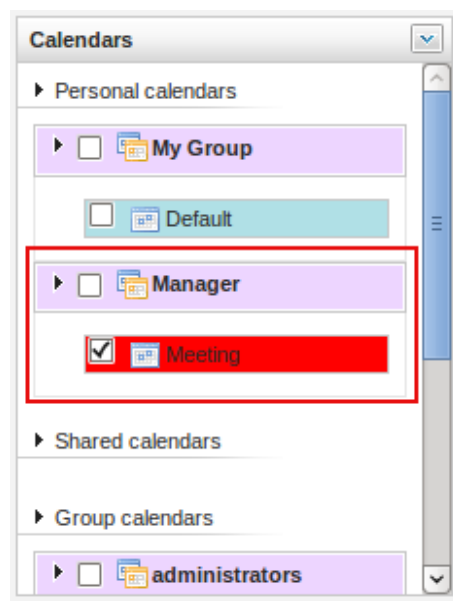 Calendars
Personal calendars
My Group
Default
Manager
Meeting
Shared calendars
Group calendars
administrators